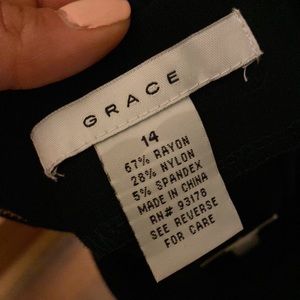 GRACE
14
67% RAYON
28% NYLON
5% SPANDEX
MADE IN CHINA
RN# 93178
SEE REVERSE
FOR CARE